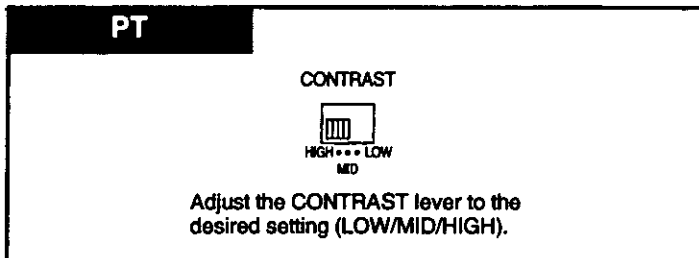 PT
CONTRAST
HIGH • • • LOW
MID
Adjust the CONTRAST lever to the
desired setting (LOW/MID/HIGH).